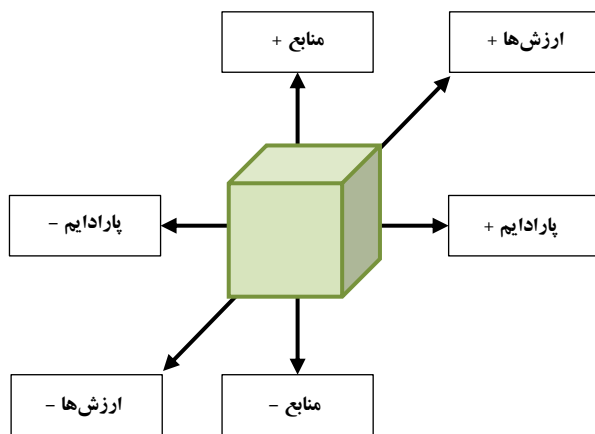 ارزش‌ها +
منابع +
پارادایم +
پارادایم –
منابع –
ارزش‌ها –